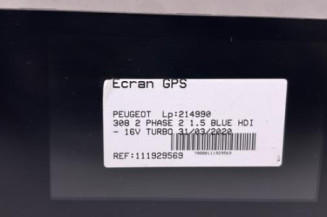 Ecran GPS
PEUGEOT Lp:214990
308 2 PHASE 2 1.5 BLUE HDI
- 16V TURBO 31/03/2020
REF:111929569